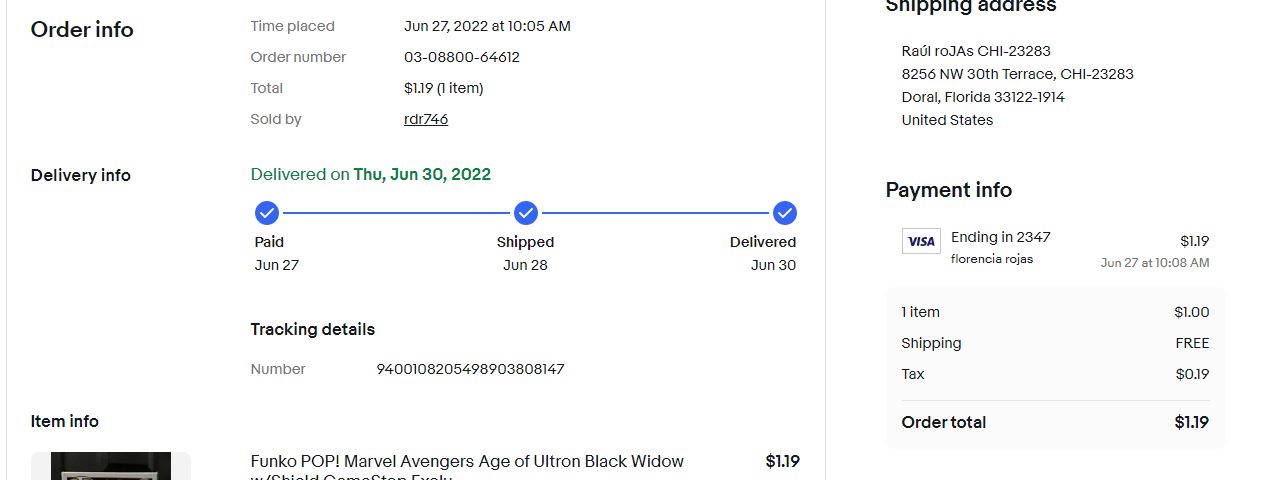 Order info
Time placed Jun 27, 2022 at 10:05 AM
Order number 03-08800-64612
Total $1.19 (1 item)
Sold by rdr746
Delivery info
Delivered on Thu, Jun 30, 2022
Paid Shipped Delivered
Jun 27 Jun 28 Jun 30
Tracking details
Number 9400108205498903808147
Item info
Funko POP! Marvel Avengers Age of Ultron Black Widow $1.19
w/Shield GameStop Exclu
Shipping address
Raúl roJAs CHI-23283
8256 NW 30th Terrace, CHI-23283
Doral, Florida 33122-1914
United States
Payment info
VISA Ending in 2347 $1.19
florencia rojas Jun 27 at 10:08 AM
1 item $1.00
Shipping FREE
Tax $0.19
Order total $1.19